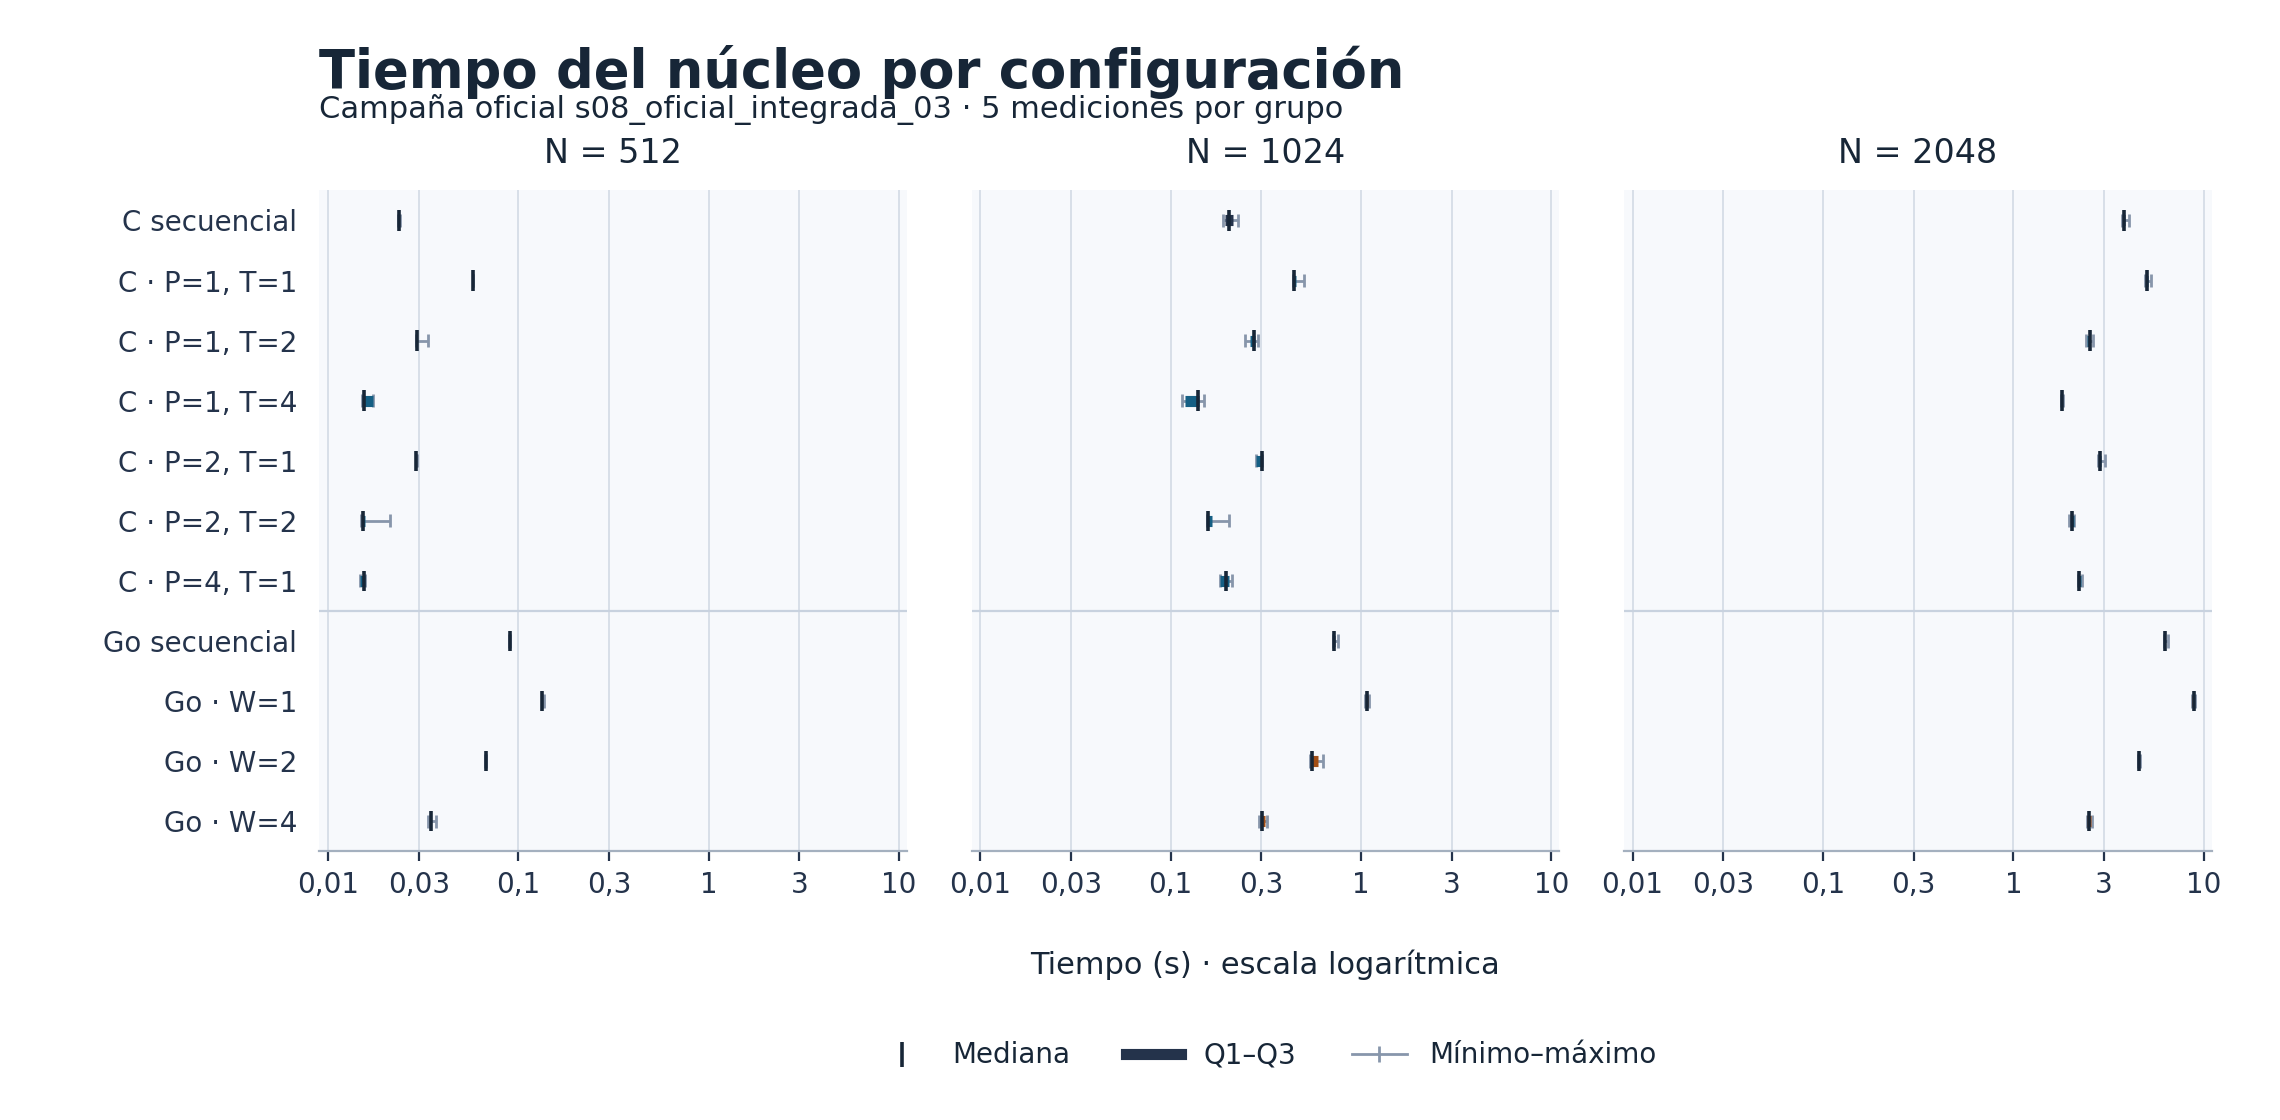 Tiempo del núcleo por configuración
Campaña oficial s08_oficial_integrada_03 · 5 mediciones por grupo
N = 512
N = 1024
N = 2048
C secuencial
C · P=1, T=1
C · P=1, T=2
C · P=1, T=4
C · P=2, T=1
C · P=2, T=2
C · P=4, T=1
Go secuencial
Go · W=1
Go · W=2
Go · W=4
0,01 0,03 0,1 0,3 1 3 10
0,01 0,03 0,1 0,3 1 3 10
0,01 0,03 0,1 0,3 1 3 10
Tiempo (s) · escala logarítmica
Mediana
Q1–Q3
Mínimo–máximo